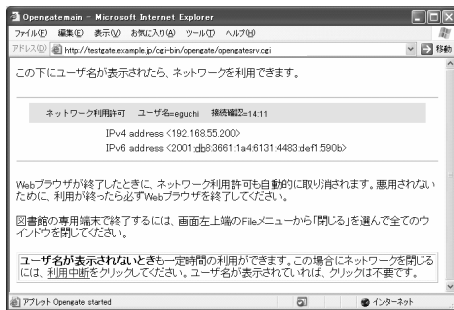 Opengatemain - Microsoft Internet Explorer
ファイル(F) 編集(E) 表示(V) お気に入り(A) ツール(T) ヘルプ(H)
アドレス(D) http://testgate.example.jp/cgi-bin/opengate/opengatesrv.cgi 移動
この下にユーザ名が表示されたら、ネットワークを利用できます。
ネットワーク利用許可 ユーザ名=eguchi 接続確認=14:11
IPv4 address <192.168.55.200>
IPv6 address <2001:db8:3661:1a4:6131:4483:def1:590b>
Webブラウザが終了したときに、ネットワーク利用許可も自動的に取り消されます。悪用されない
ために、利用が終ったら必ずWebブラウザを終了してください。
図書館の専用端末で終了するには、画面左上端のFileメニューから「閉じる」を選んで全てのウ
インドウを閉じてください。
ユーザ名が表示されないときも一定時間の利用ができます。この場合にネットワークを閉じる
には、利用中断をクリックしてください。ユーザ名が表示されていれば、クリックは不要です。
アプレット Opengate started インターネット